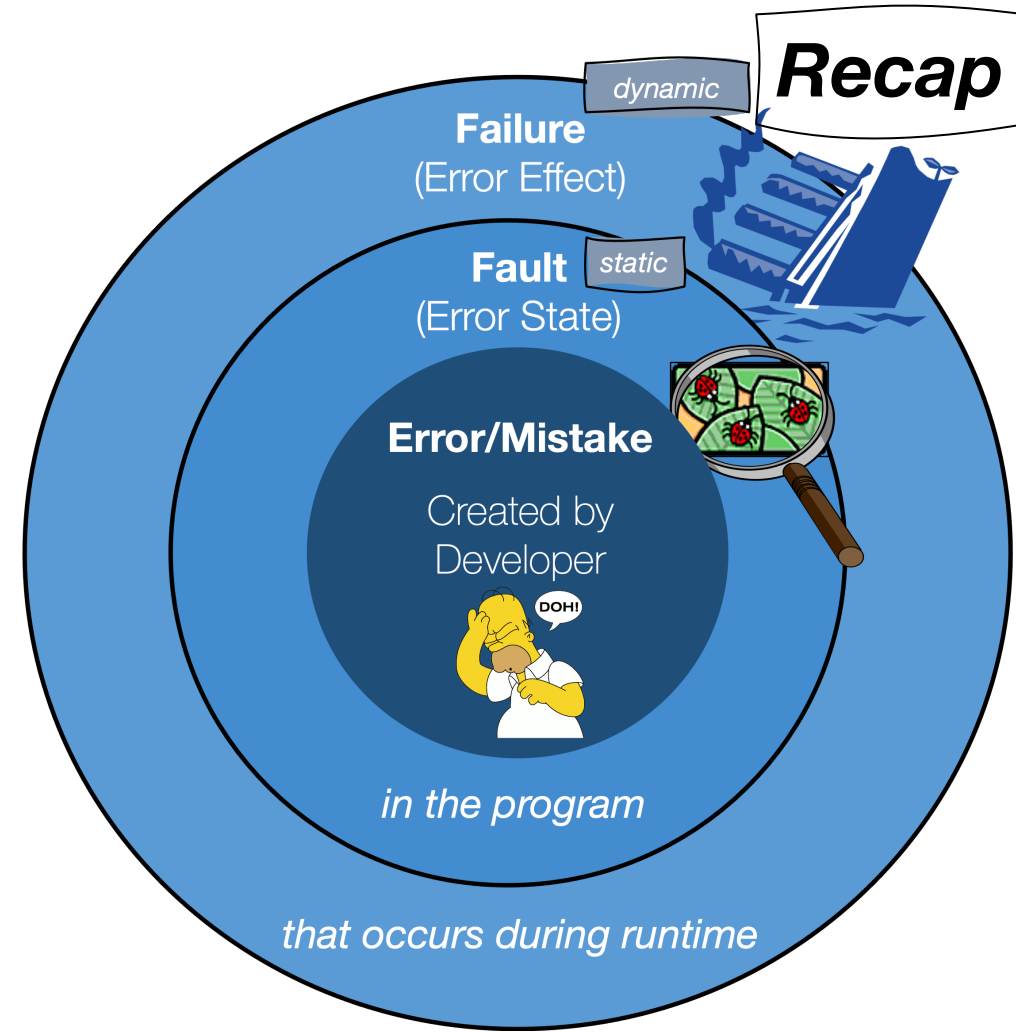 Recap
dynamic
Failure
(Error Effect)
Fault
static
(Error State)
Error/Mistake
Created by
Developer
DOH!
in the program
that occurs during runtime